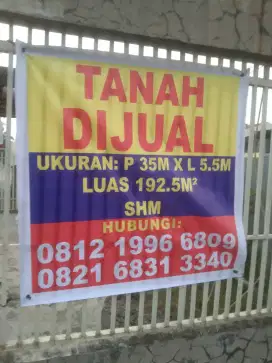 TANAH
DIJUAL
UKURAN: P 35M X L 5.5M
LUAS 192.5M²
SHM
HUBUNGI:
0812 1996 6809
0821 6831 3340